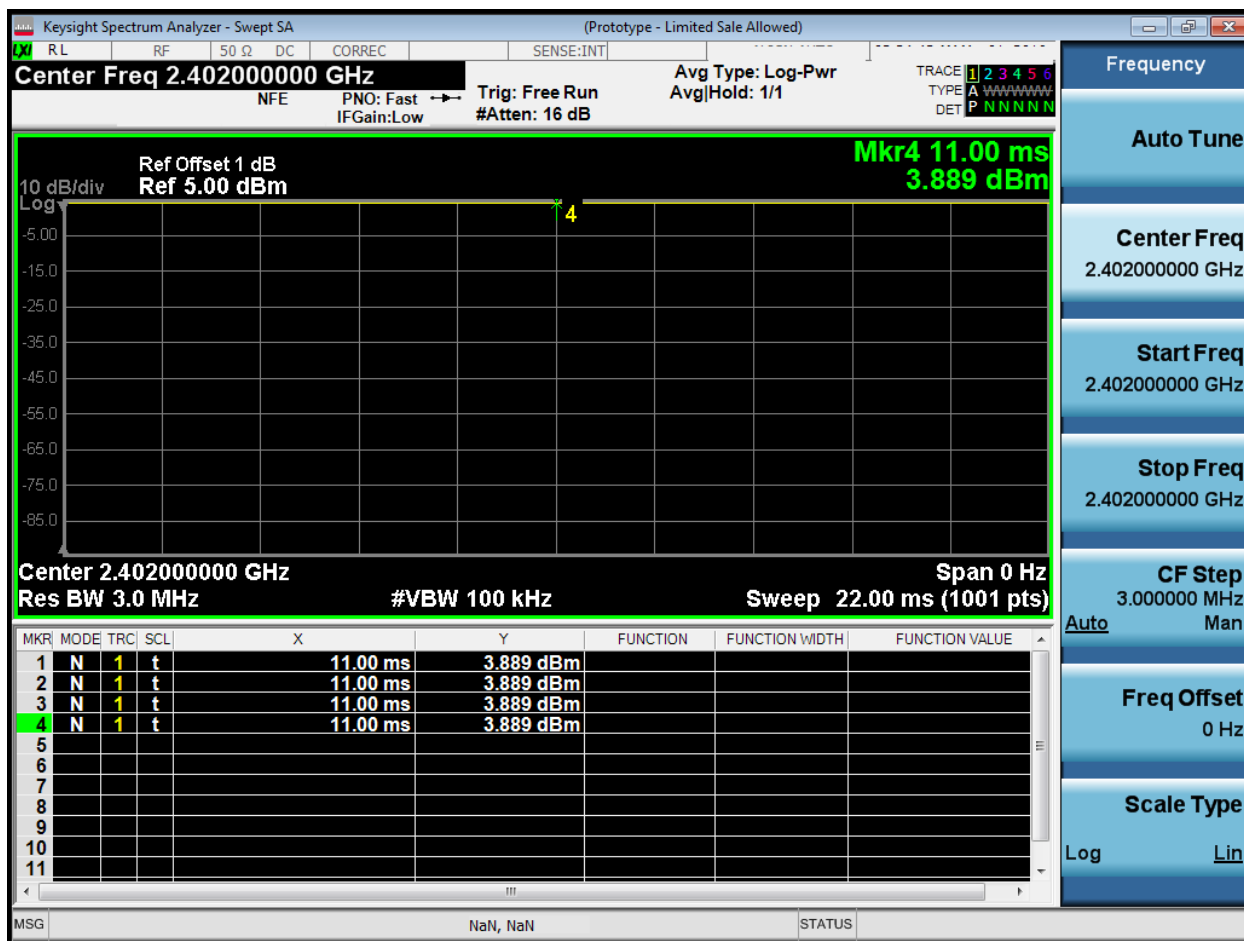 Keysight Spectrum Analyzer - Swept SA (Prototype - Limited Sale Allowed)
LXI RL RF 50 Ω DC CORREC SENSE:INT
Center Freq 2.402000000 GHz
NFE PNO: Fast
IFGain:Low
Trig: Free Run
#Atten: 16 dB
Avg Type: Log-Pwr
Avg|Hold: 1/1
TRACE 1 2 3 4 5 6
TYPE A WWWWW
DET P N N N N N
Mkr4 11.00 ms
3.889 dBm
Ref Offset 1 dB
10 dB/div Ref 5.00 dBm
Log
4
-5.00
-15.0
-25.0
-35.0
-45.0
-55.0
-65.0
-75.0
-85.0
Center 2.402000000 GHz Span 0 Hz
Res BW 3.0 MHz #VBW 100 kHz Sweep 22.00 ms (1001 pts)
MKR MODE TRC SCL X Y FUNCTION FUNCTION WIDTH FUNCTION VALUE
1 N 1 t 11.00 ms 3.889 dBm
2 N 1 t 11.00 ms 3.889 dBm
3 N 1 t 11.00 ms 3.889 dBm
4 N 1 t 11.00 ms 3.889 dBm
5
6
7
8
9
10
11
MSG NaN, NaN STATUS
Frequency
Auto Tune
Center Freq
2.402000000 GHz
Start Freq
2.402000000 GHz
Stop Freq
2.402000000 GHz
CF Step
3.000000 MHz
Auto Man
Freq Offset
0 Hz
Scale Type
Log Lin